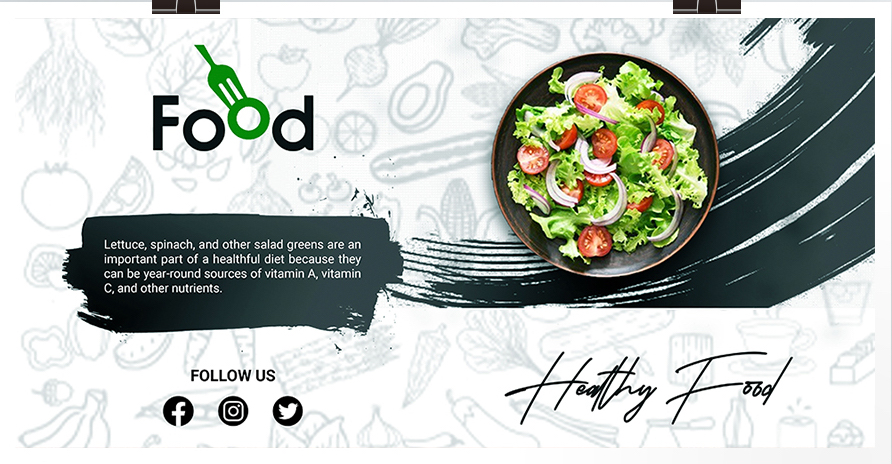 Food
Lettuce, spinach, and other salad greens are an
important part of a healthful diet because they
can be year-round sources of vitamin A, vitamin
C, and other nutrients.
FOLLOW US
Healthy Food